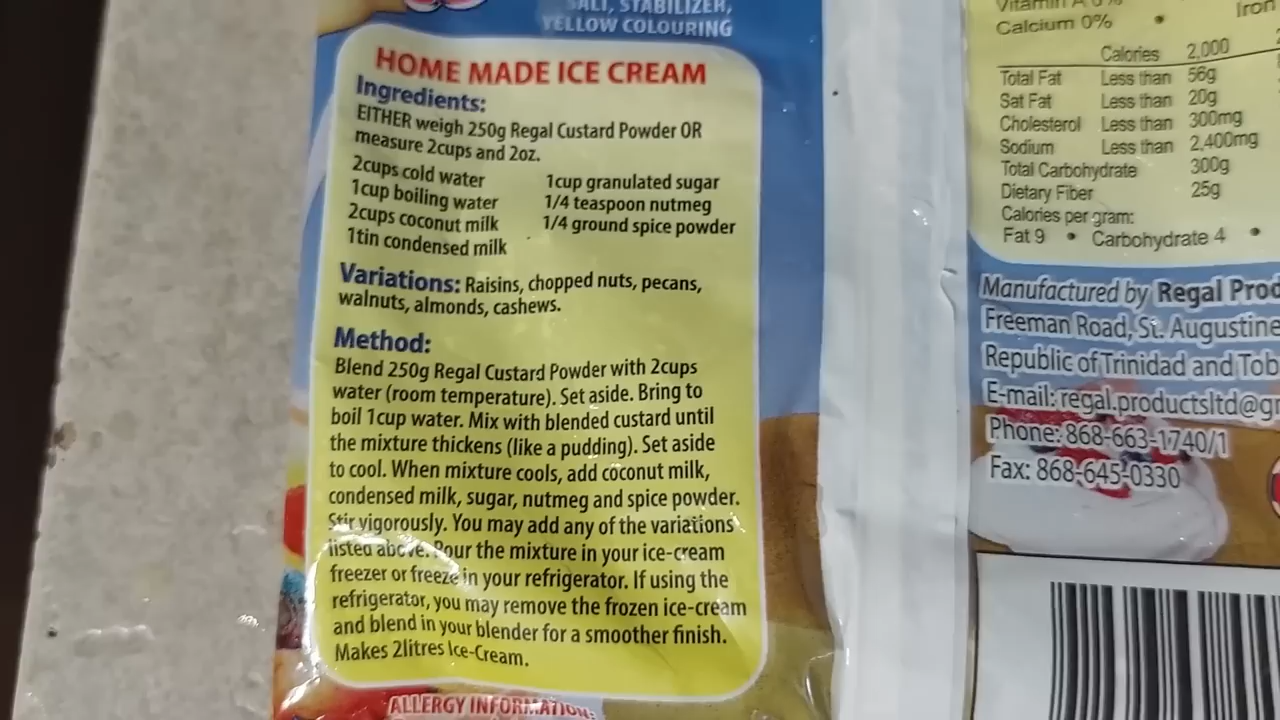 SALT, STABILIZER,
YELLOW COLOURING
HOME MADE ICE CREAM
Ingredients:
EITHER weigh 250g Regal Custard Powder OR
measure 2cups and 2oz.
2cups cold water
1cup boiling water
2cups coconut milk
1tin condensed milk
1cup granulated sugar
1/4 teaspoon nutmeg
1/4 ground spice powder
Variations: Raisins, chopped nuts, pecans,
walnuts, almonds, cashews.
Method:
Blend 250g Regal Custard Powder with 2cups
water (room temperature). Set aside. Bring to
boil 1cup water. Mix with blended custard until
the mixture thickens (like a pudding). Set aside
to cool. When mixture cools, add coconut milk,
condensed milk, sugar, nutmeg and spice powder.
Stir vigorously. You may add any of the variations
listed above. Pour the mixture in your ice-cream
freezer or freeze in your refrigerator. If using the
refrigerator, you may remove the frozen ice-cream
and blend in your blender for a smoother finish.
Makes 2litres Ice-Cream.
ALLERGY INFORMATION:
Vitamin A 0%
Calcium 0% • Iron
Calories 2,000
Total Fat Less than 56g
Sat Fat Less than 20g
Cholesterol Less than 300mg
Sodium Less than 2,400mg
Total Carbohydrate 300g
Dietary Fiber 25g
Calories per gram:
Fat 9 • Carbohydrate 4 •
Manufactured by Regal Prod
Freeman Road, St. Augustine
Republic of Trinidad and Tob
E-mail: regal.productsltd@gr
Phone: 868-663-1740/1
Fax: 868-645-0330